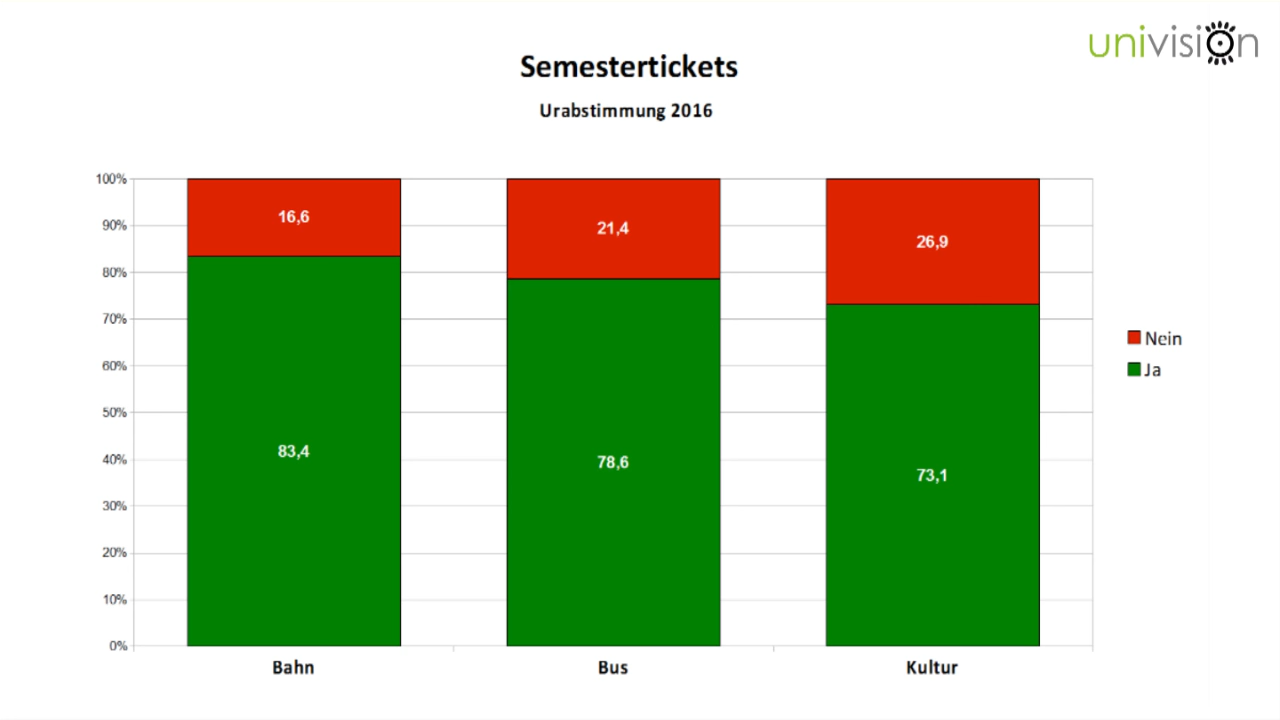 univision
Semestertickets
Urabstimmung 2016
100%
90%
80%
70%
60%
50%
40%
30%
20%
10%
0%
16,6
21,4
26,9
83,4
78,6
73,1
Nein
Ja
Bahn
Bus
Kultur